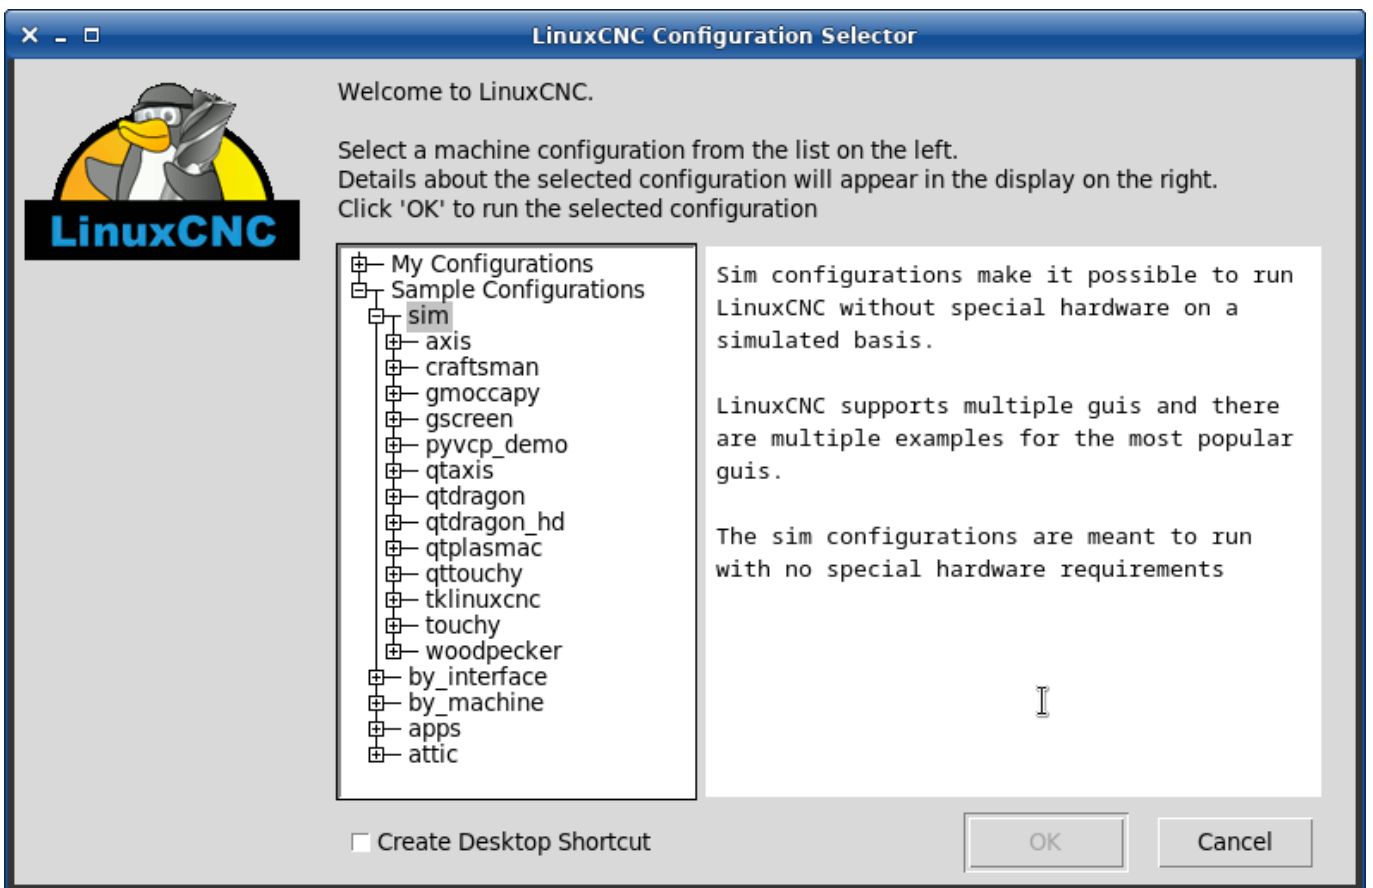 LinuxCNC Configuration Selector
LinuxCNC
Welcome to LinuxCNC.
Select a machine configuration from the list on the left.
Details about the selected configuration will appear in the display on the right.
Click 'OK' to run the selected configuration
My Configurations
Sample Configurations
sim
axis
craftsman
gmoccapy
gscreen
pyvcp_demo
qtaxis
qtdragon
qtdragon_hd
qtplasmac
qttouchy
tklinuxcnc
touchy
woodpecker
by_interface
by_machine
apps
attic
Sim configurations make it possible to run
LinuxCNC without special hardware on a
simulated basis.
LinuxCNC supports multiple guis and there
are multiple examples for the most popular
guis.
The sim configurations are meant to run
with no special hardware requirements
Create Desktop Shortcut
OK
Cancel